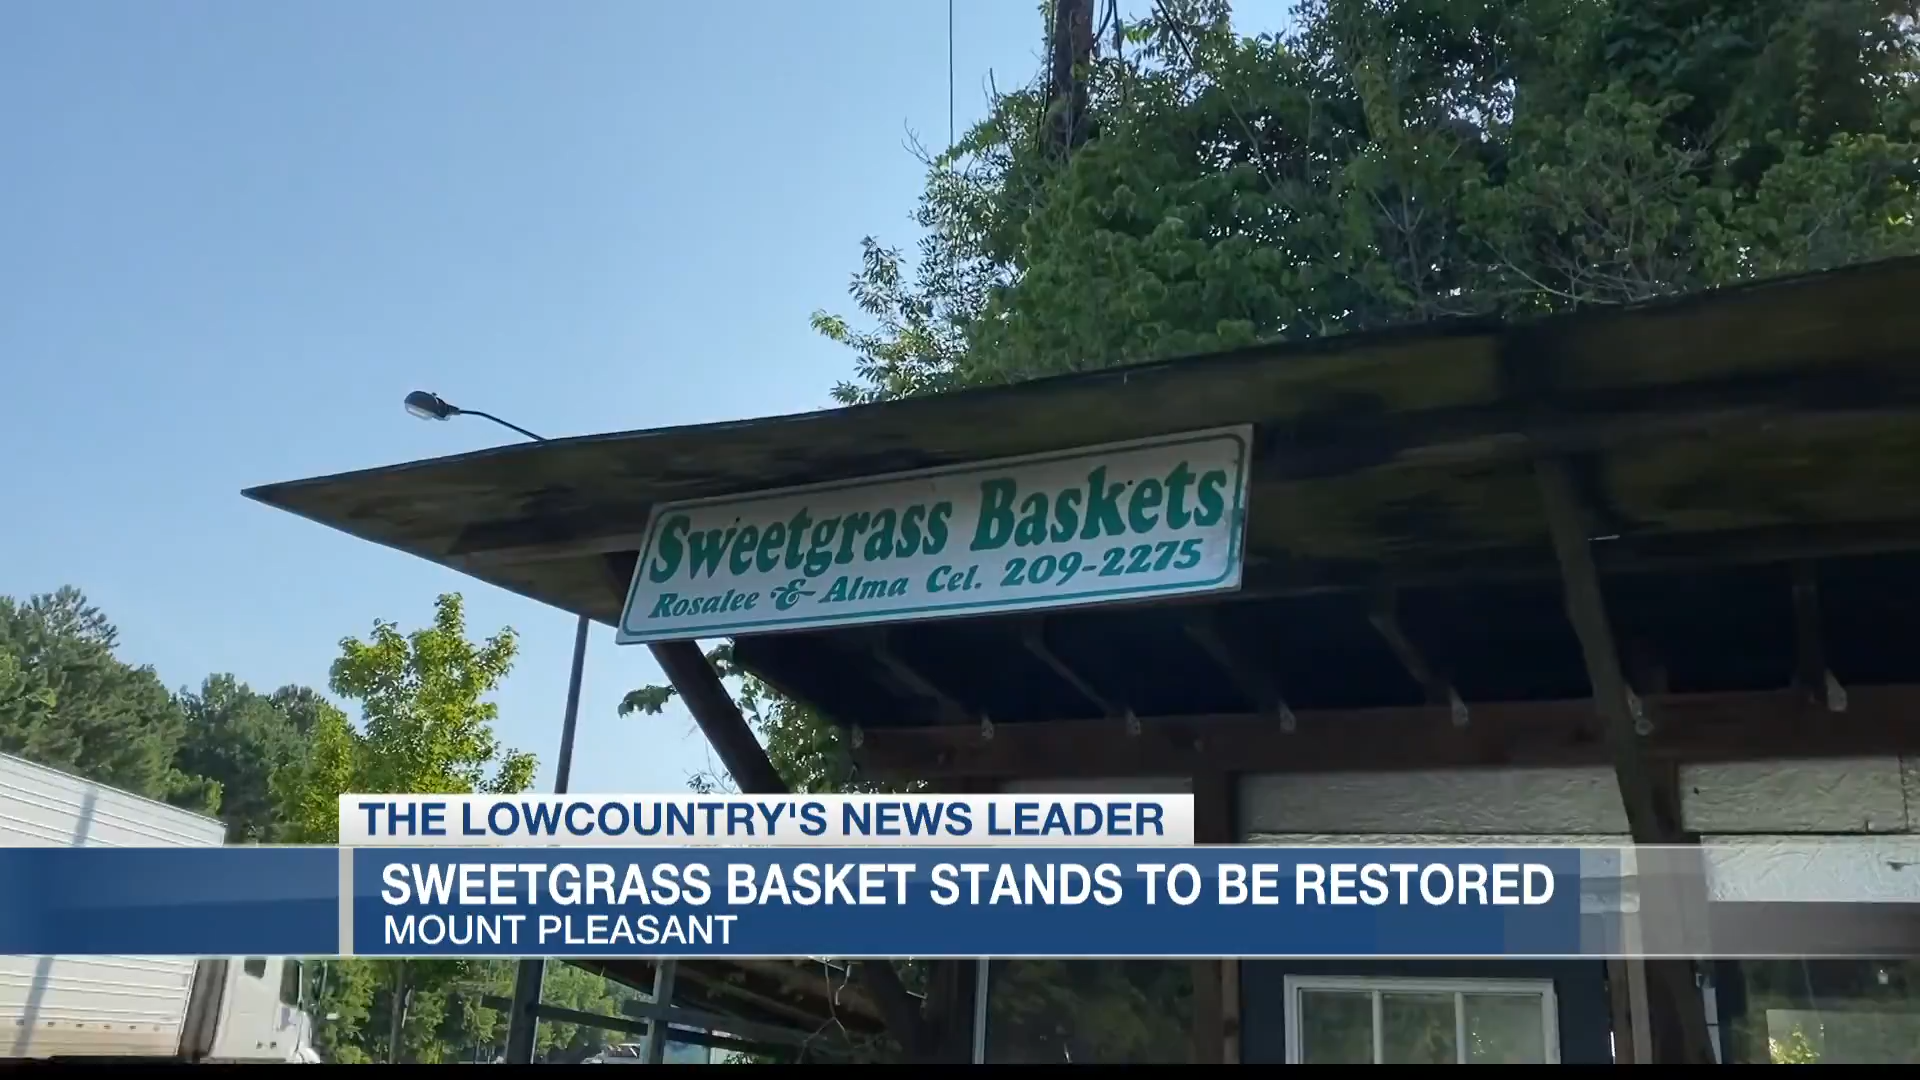 Sweetgrass Baskets
Rosalee & Alma Cel. 209-2275
THE LOWCOUNTRY'S NEWS LEADER
SWEETGRASS BASKET STANDS TO BE RESTORED
MOUNT PLEASANT